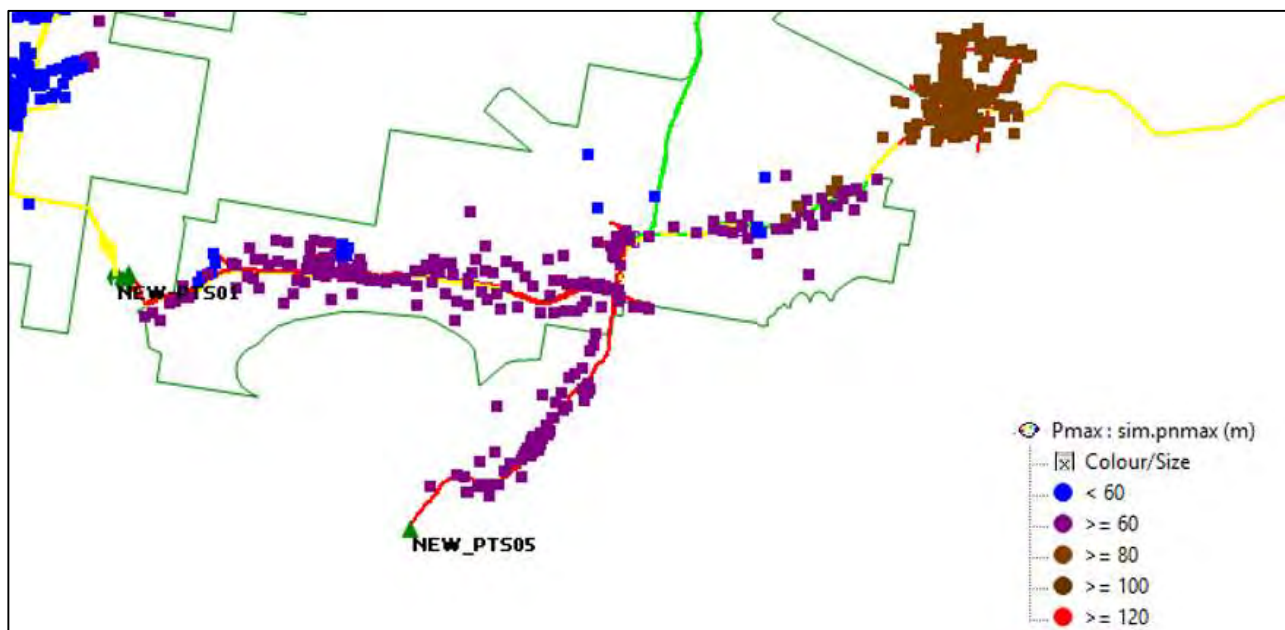 NEW_PTS01
NEW_PTS05
Pmax : sim.pnmax (m)
Colour/Size
< 60
>= 60
>= 80
>= 100
>= 120